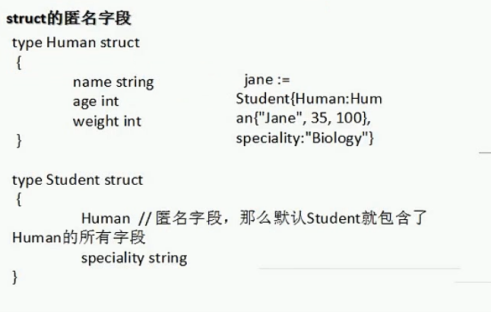 struct的匿名字段
type Human struct
{
name string
age int
weight int
}
jane :=
Student{Human:Hum
an{"Jane", 35, 100},
speciality:"Biology"}
type Student struct
{
Human // 匿名字段，那么默认Student就包含了
Human的所有字段
speciality string
}